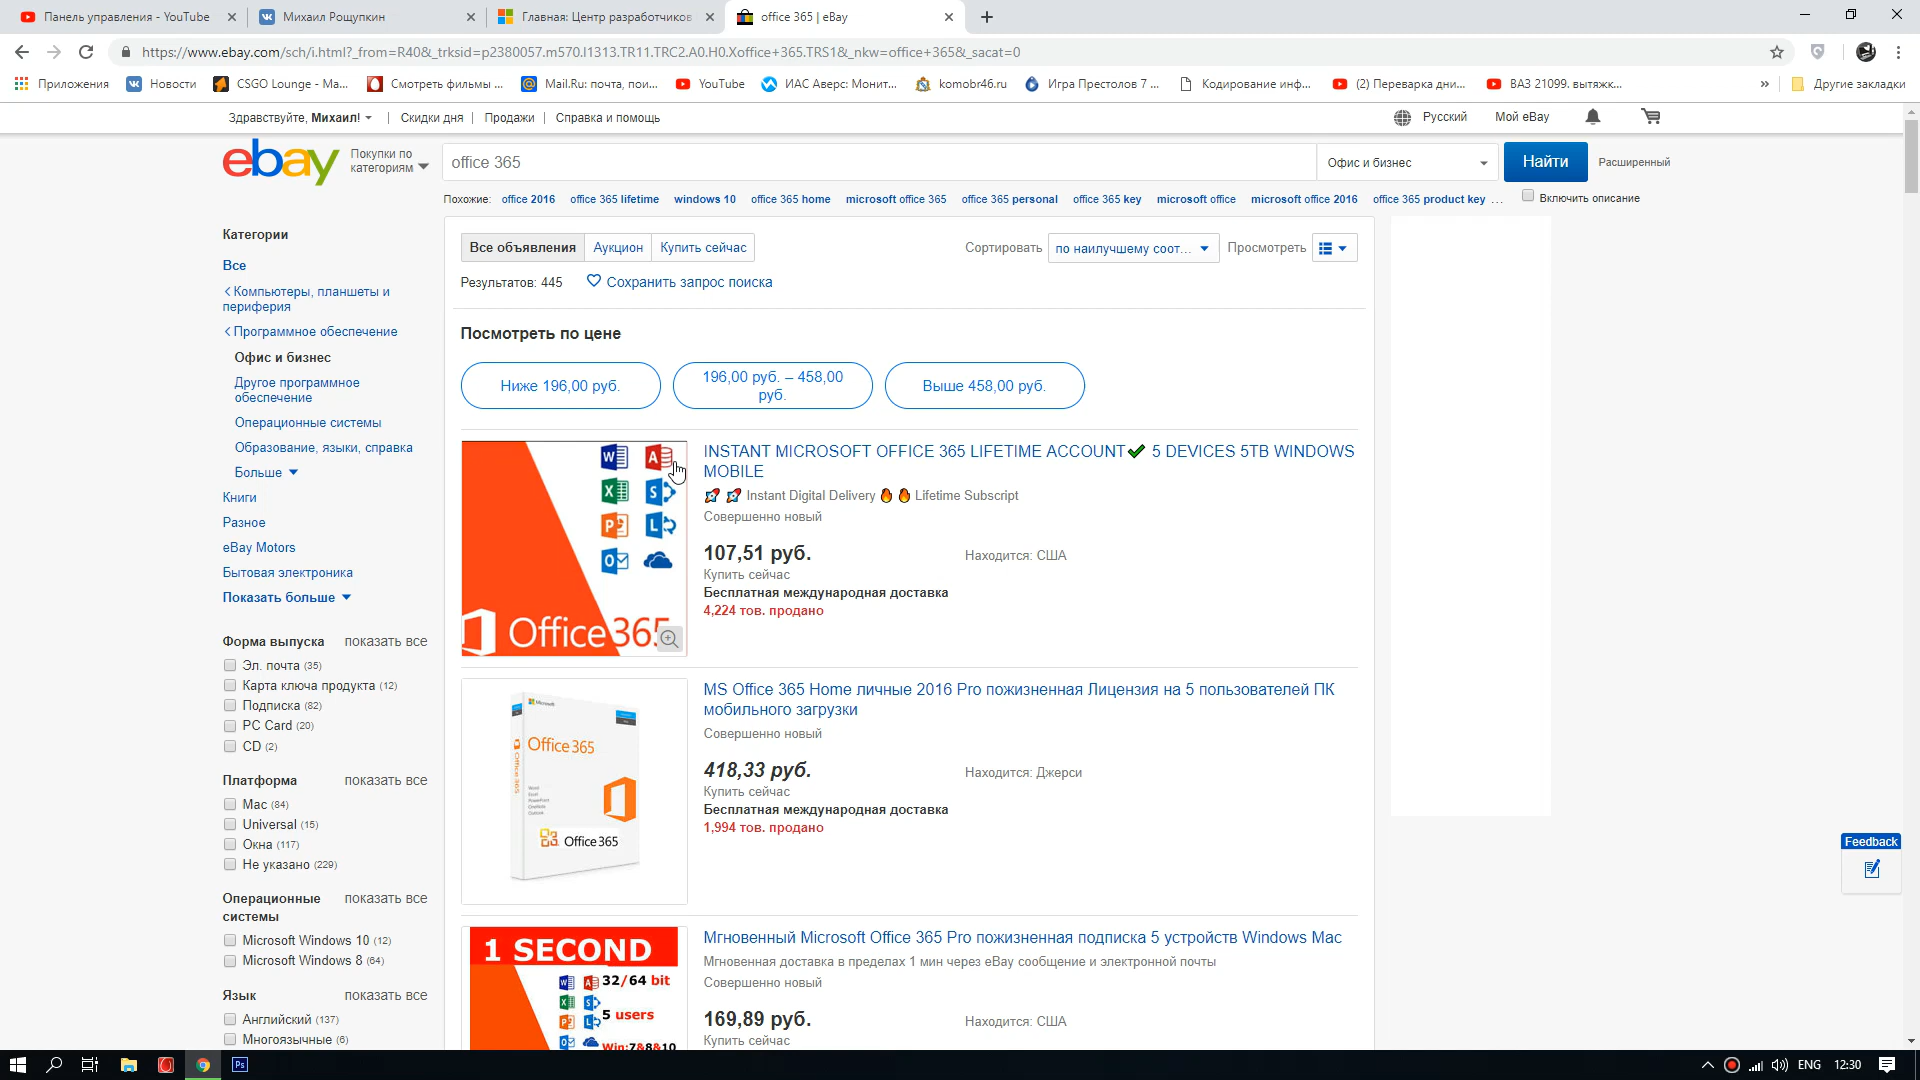 Панель управления - YouTube
Михаил Рощупкин
Главная: Центр разработчиков
office 365 | eBay
https://www.ebay.com/sch/i.html?_from=R40&_trksid=p2380057.m570.l1313.TR11.TRC2.A0.H0.Xoffice+365.TRS1&_nkw=office+365&_sacat=0
Приложения
Новости
CSGO Lounge - Ma...
Смотреть фильмы ...
Mail.Ru: почта, пои...
YouTube
ИАС Аверс: Монит...
komobr46.ru
Игра Престолов 7 ...
Кодирование инф...
(2) Переварка дни...
ВАЗ 21099. вытяжк...
»
Другие закладки
Здравствуйте, Михаил!
Скидки дня
Продажи
Справка и помощь
Русский
Мой eBay
ebay
Покупки по
категориям
office 365
Офис и бизнес
Найти
Расширенный
Похожие: office 2016 office 365 lifetime windows 10 office 365 home microsoft office 365 office 365 personal office 365 key microsoft office microsoft office 2016 office 365 product key ...
Включить описание
Категории
Все
Компьютеры, планшеты и
периферия
Программное обеспечение
Офис и бизнес
Другое программное
обеспечение
Операционные системы
Образование, языки, справка
Больше
Книги
Разное
eBay Motors
Бытовая электроника
Показать больше
Форма выпуска показать все
Эл. почта (35)
Карта ключа продукта (12)
Подписка (82)
PC Card (20)
CD (2)
Платформа показать все
Mac (84)
Universal (15)
Окна (117)
Не указано (229)
Операционные показать все
системы
Microsoft Windows 10 (12)
Microsoft Windows 8 (64)
Язык показать все
Английский (137)
Многоязычные (6)
Все объявления
Аукцион
Купить сейчас
Сортировать
по наилучшему соот...
Просмотреть
Результатов: 445
Сохранить запрос поиска
Посмотреть по цене
Ниже 196,00 руб.
196,00 руб. – 458,00
руб.
Выше 458,00 руб.
Office 365
INSTANT MICROSOFT OFFICE 365 LIFETIME ACCOUNT✔ 5 DEVICES 5TB WINDOWS
MOBILE
🚀 🚀 Instant Digital Delivery 🔥 🔥 Lifetime Subscript
Совершенно новый
107,51 руб.
Находится: США
Купить сейчас
Бесплатная международная доставка
4,224 тов. продано
Microsoft
Office 365
Office 365
MS Office 365 Home личные 2016 Pro пожизненная Лицензия на 5 пользователей ПК
мобильного загрузки
Совершенно новый
418,33 руб.
Находится: Джерси
Купить сейчас
Бесплатная международная доставка
1,994 тов. продано
1 SECOND
32/64 bit
5 users
Win:7&8&10
Мгновенный Microsoft Office 365 Pro пожизненная подписка 5 устройств Windows Mac
Мгновенная доставка в пределах 1 мин через eBay сообщение и электронной почты
Совершенно новый
169,89 руб.
Находится: США
Купить сейчас
Feedback
Ps
ENG
12:30